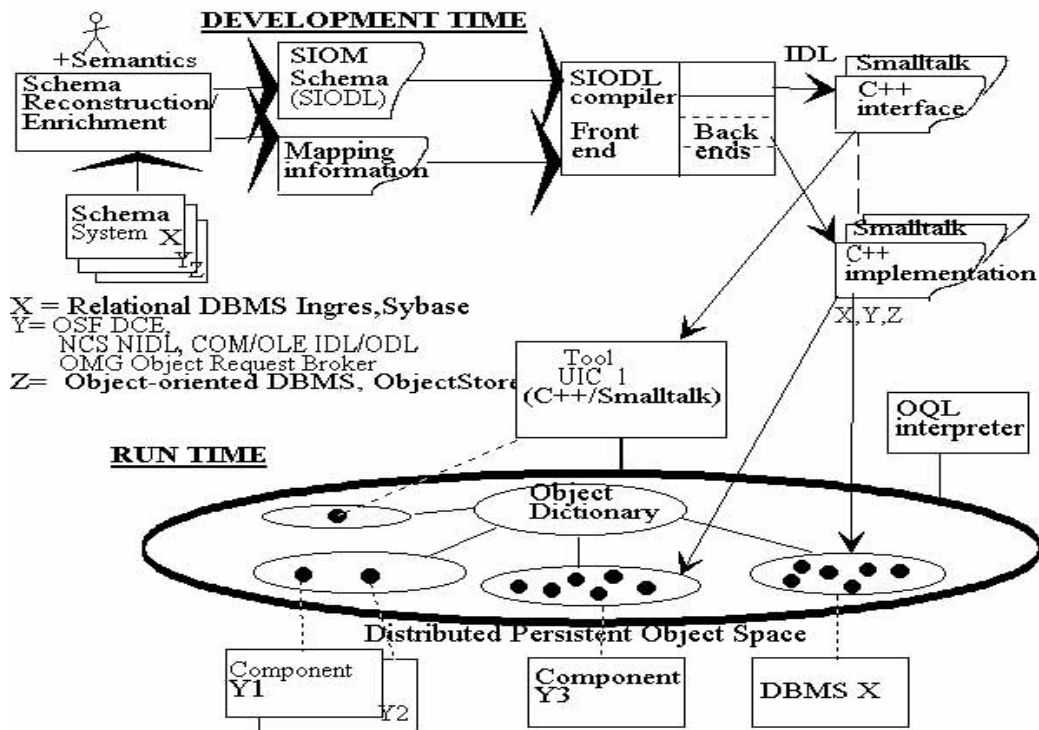 DEVELOPMENT TIME
+Semantics
Schema
Reconstruction/
Enrichment
SIOM
Schema
(SIODL)
Mapping
information
SIODL
compiler
Front
end
Back
ends
IDL
Smalltalk
C++
interface
Schema
System X
Y
Z
Smalltalk
C++
implementation
X,Y,Z
X = Relational DBMS Ingres,Sybase
Y= OSF DCE,
NCS NIDL, COM/OLE IDL/ODL
OMG Object Request Broker
Z= Object-oriented DBMS, ObjectStore
Tool
UIC 1
(C++/Smalltalk)
OQL
interpreter
RUN TIME
Object
Dictionary
Distributed Persistent Object Space
Component
Y1
Y2
Component
Y3
DBMS X